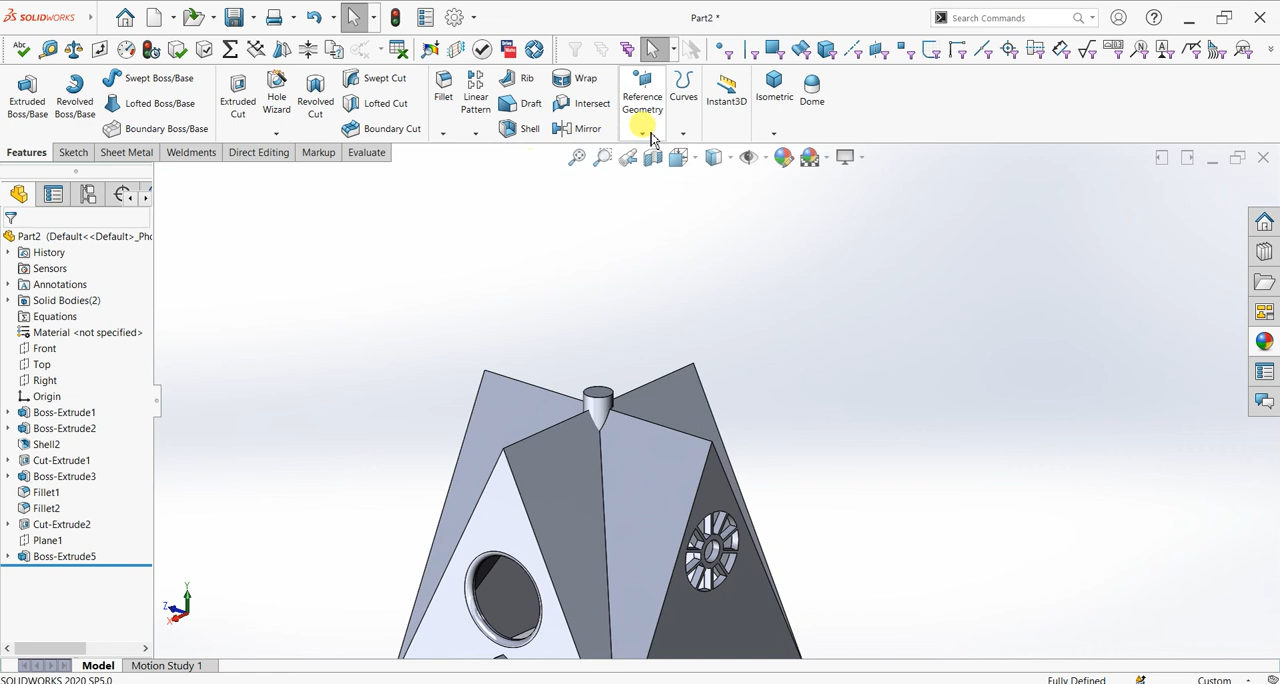 SOLIDWORKS
Part2 *
Search Commands
Extruded Boss/Base
Revolved Boss/Base
Swept Boss/Base
Lofted Boss/Base
Boundary Boss/Base
Extruded Cut
Hole Wizard
Revolved Cut
Swept Cut
Lofted Cut
Boundary Cut
Fillet
Linear Pattern
Rib
Draft
Shell
Wrap
Intersect
Mirror
Reference Geometry
Curves
Instant3D
Isometric
Dome
Features
Sketch
Sheet Metal
Weldments
Direct Editing
Markup
Evaluate
Part2 (Default<<Default>_Pho
History
Sensors
Annotations
Solid Bodies(2)
Equations
Material <not specified>
Front
Top
Right
Origin
Boss-Extrude1
Boss-Extrude2
Shell2
Cut-Extrude1
Boss-Extrude3
Fillet1
Fillet2
Cut-Extrude2
Plane1
Boss-Extrude5
Y
Z
X
Model
Motion Study 1
SOLIDWORKS 2020 SP5.0
Fully Defined
Custom